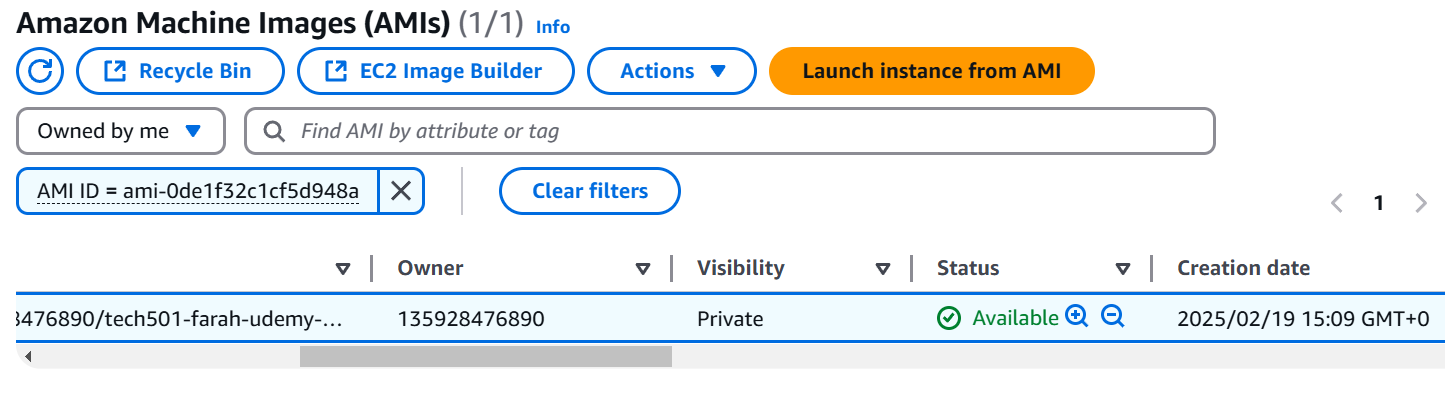 Amazon Machine Images (AMIs) (1/1) Info
Recycle Bin EC2 Image Builder Actions Launch instance from AMI
Owned by me Find AMI by attribute or tag
AMI ID = ami-0de1f32c1cf5d948a Clear filters
1
Owner Visibility Status Creation date
3476890/tech501-farah-udemy-... 135928476890 Private Available 2025/02/19 15:09 GMT+0